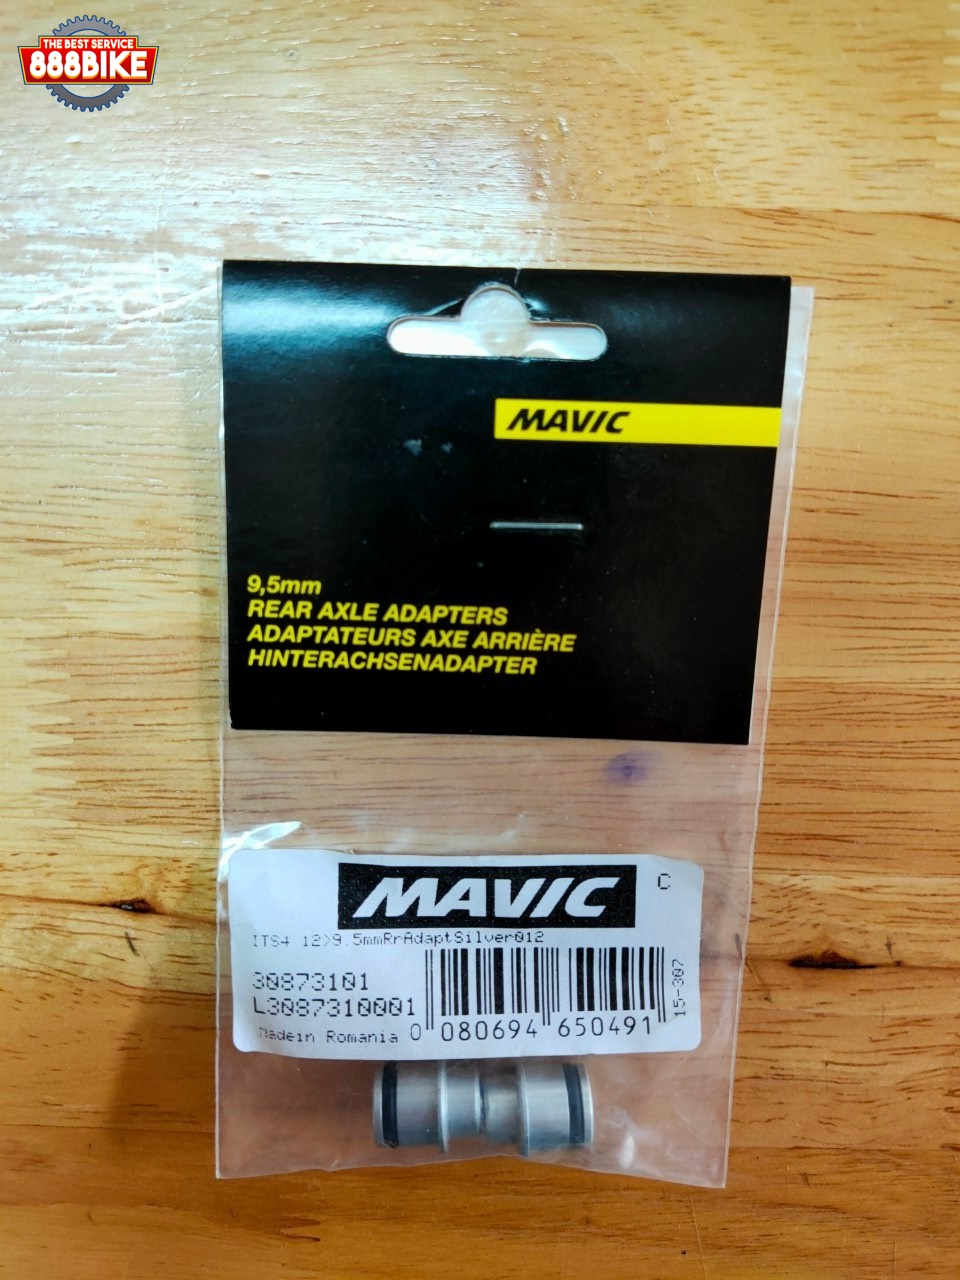 THE BEST SERVICE
888BIKE
MAVIC
9,5mm
REAR AXLE ADAPTERS
ADAPTATEURS AXE ARRIÈRE
HINTERACHSENADAPTER
MAVIC C
ITS4 12>9.5mmRrAdaptSilver012
30873101
L3087310001
Madein Romania
0 080694 650491
15-307